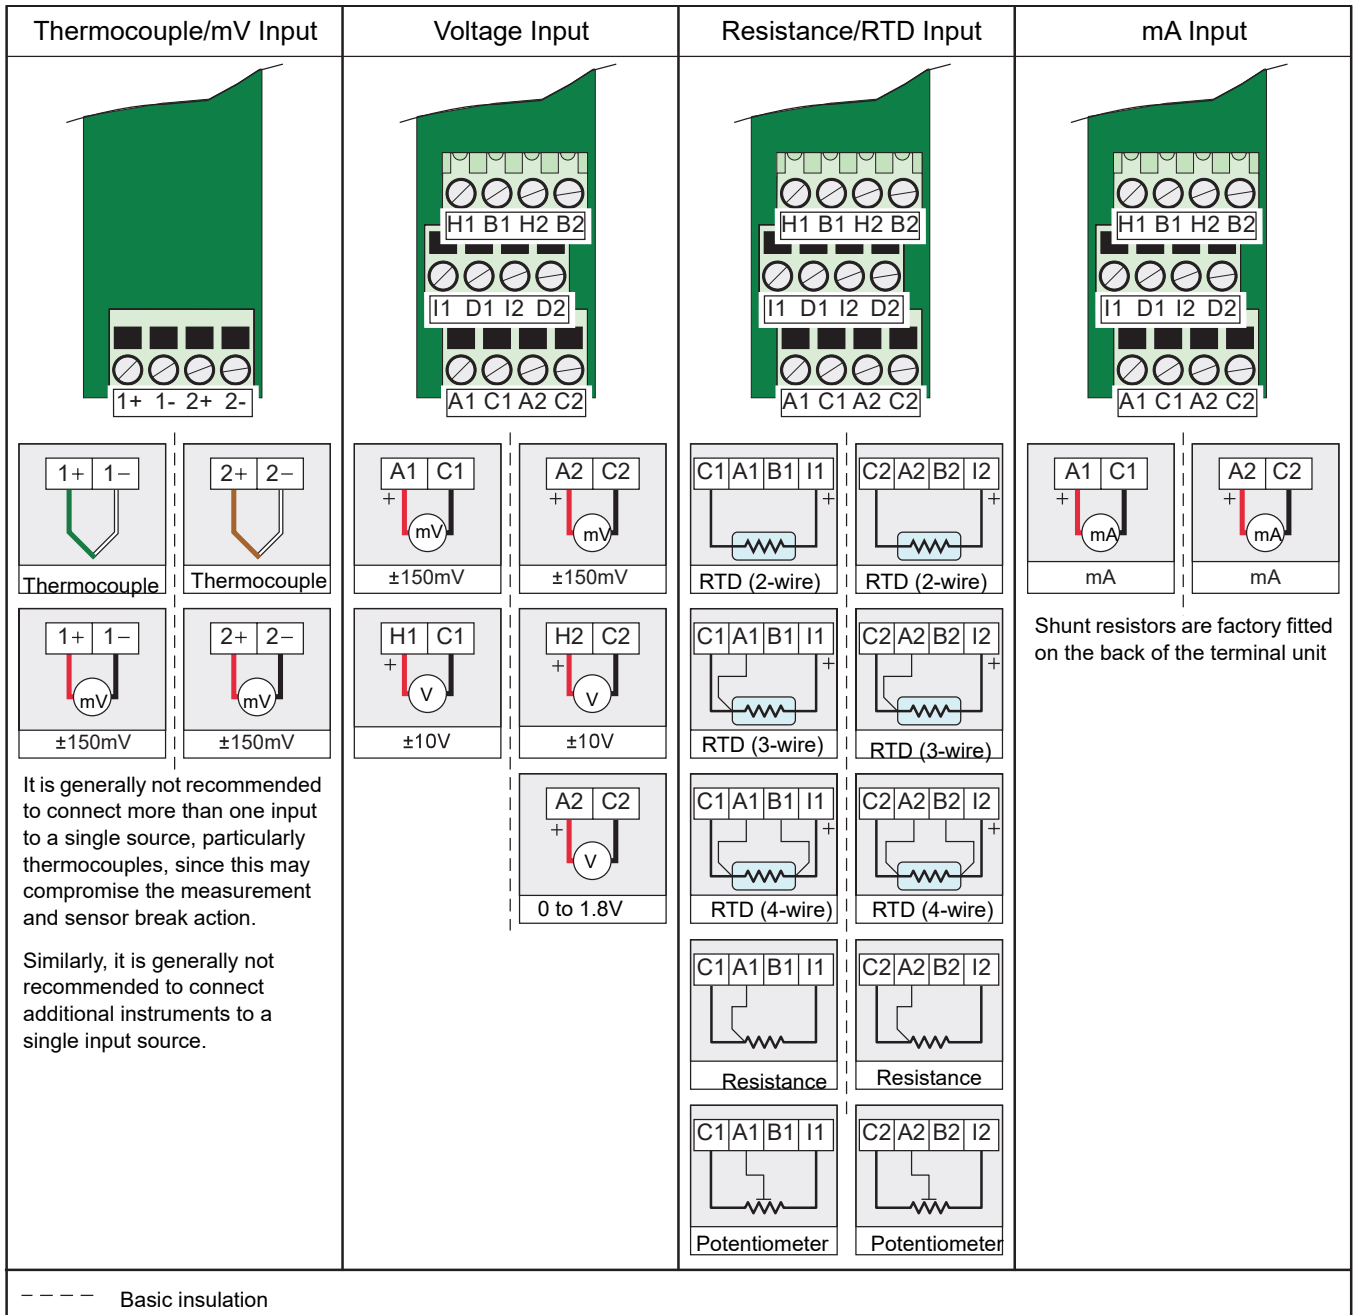 Thermocouple/mV Input
1+ 1- 2+ 2-
1+ 1−
Thermocouple
2+ 2−
Thermocouple
1+ 1−
mV
±150mV
2+ 2−
mV
±150mV
It is generally not recommended
to connect more than one input
to a single source, particularly
thermocouples, since this may
compromise the measurement
and sensor break action.
Similarly, it is generally not
recommended to connect
additional instruments to a
single input source.
Voltage Input
H1 B1 H2 B2
I1 D1 I2 D2
A1 C1 A2 C2
A1 C1
+
mV
±150mV
A2 C2
+
mV
±150mV
H1 C1
+
V
±10V
H2 C2
+
V
±10V
A2 C2
+
V
0 to 1.8V
Resistance/RTD Input
H1 B1 H2 B2
I1 D1 I2 D2
A1 C1 A2 C2
C1 A1 B1 I1
+
RTD (2-wire)
C2 A2 B2 I2
+
RTD (2-wire)
C1 A1 B1 I1
+
RTD (3-wire)
C2 A2 B2 I2
+
RTD (3-wire)
C1 A1 B1 I1
+
RTD (4-wire)
C2 A2 B2 I2
+
RTD (4-wire)
C1 A1 B1 I1
Resistance
C2 A2 B2 I2
Resistance
C1 A1 B1 I1
Potentiometer
C2 A2 B2 I2
Potentiometer
mA Input
H1 B1 H2 B2
I1 D1 I2 D2
A1 C1 A2 C2
A1 C1
+
mA
mA
A2 C2
+
mA
mA
Shunt resistors are factory fitted
on the back of the terminal unit
Basic insulation